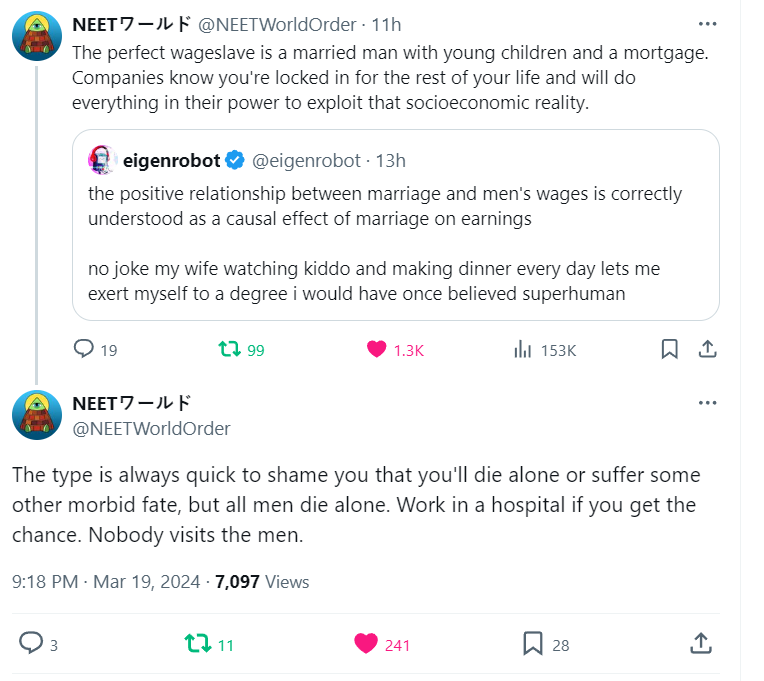 NEETワールド @NEETWorldOrder · 11h
The perfect wageslave is a married man with young children and a mortgage.
Companies know you're locked in for the rest of your life and will do
everything in their power to exploit that socioeconomic reality.
eigenrobot @eigenrobot · 13h
the positive relationship between marriage and men's wages is correctly
understood as a causal effect of marriage on earnings
no joke my wife watching kiddo and making dinner every day lets me
exert myself to a degree i would have once believed superhuman
19 99 1.3K 153K
NEETワールド
@NEETWorldOrder
The type is always quick to shame you that you'll die alone or suffer some
other morbid fate, but all men die alone. Work in a hospital if you get the
chance. Nobody visits the men.
9:18 PM · Mar 19, 2024 · 7,097 Views
3 11 241 28